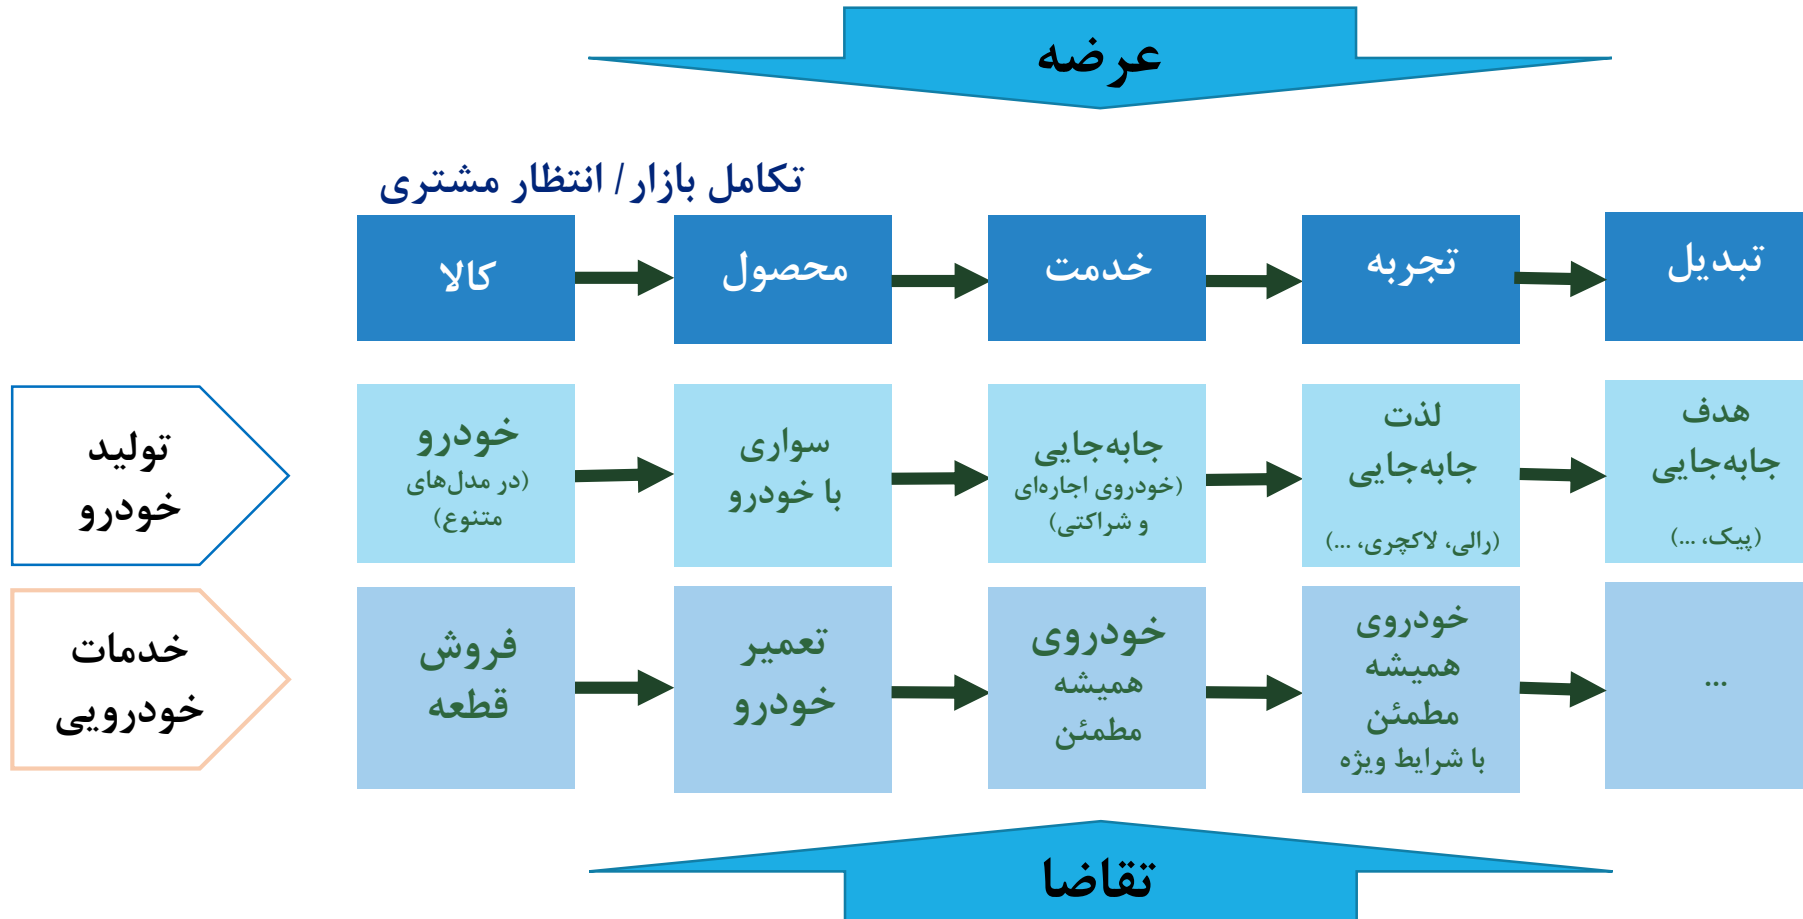 عرضه
تکامل بازار/ انتظار مشتری
کالا
محصول
خدمت
تجربه
تبدیل
تولید
خودرو
خودرو
(در مدل‌های
متنوع)
سواری
با خودرو
جابه‌جایی
(خودروی اجاره‌ای
و شراکتی)
لذت
جابه‌جایی
(رالی، لاکچری، ...)
هدف
جابه‌جایی
(پیک، ...)
خدمات
خودرویی
فروش
قطعه
تعمیر
خودرو
خودروی
همیشه
مطمئن
خودروی
همیشه
مطمئن
با شرایط ویژه
...
تقاضا